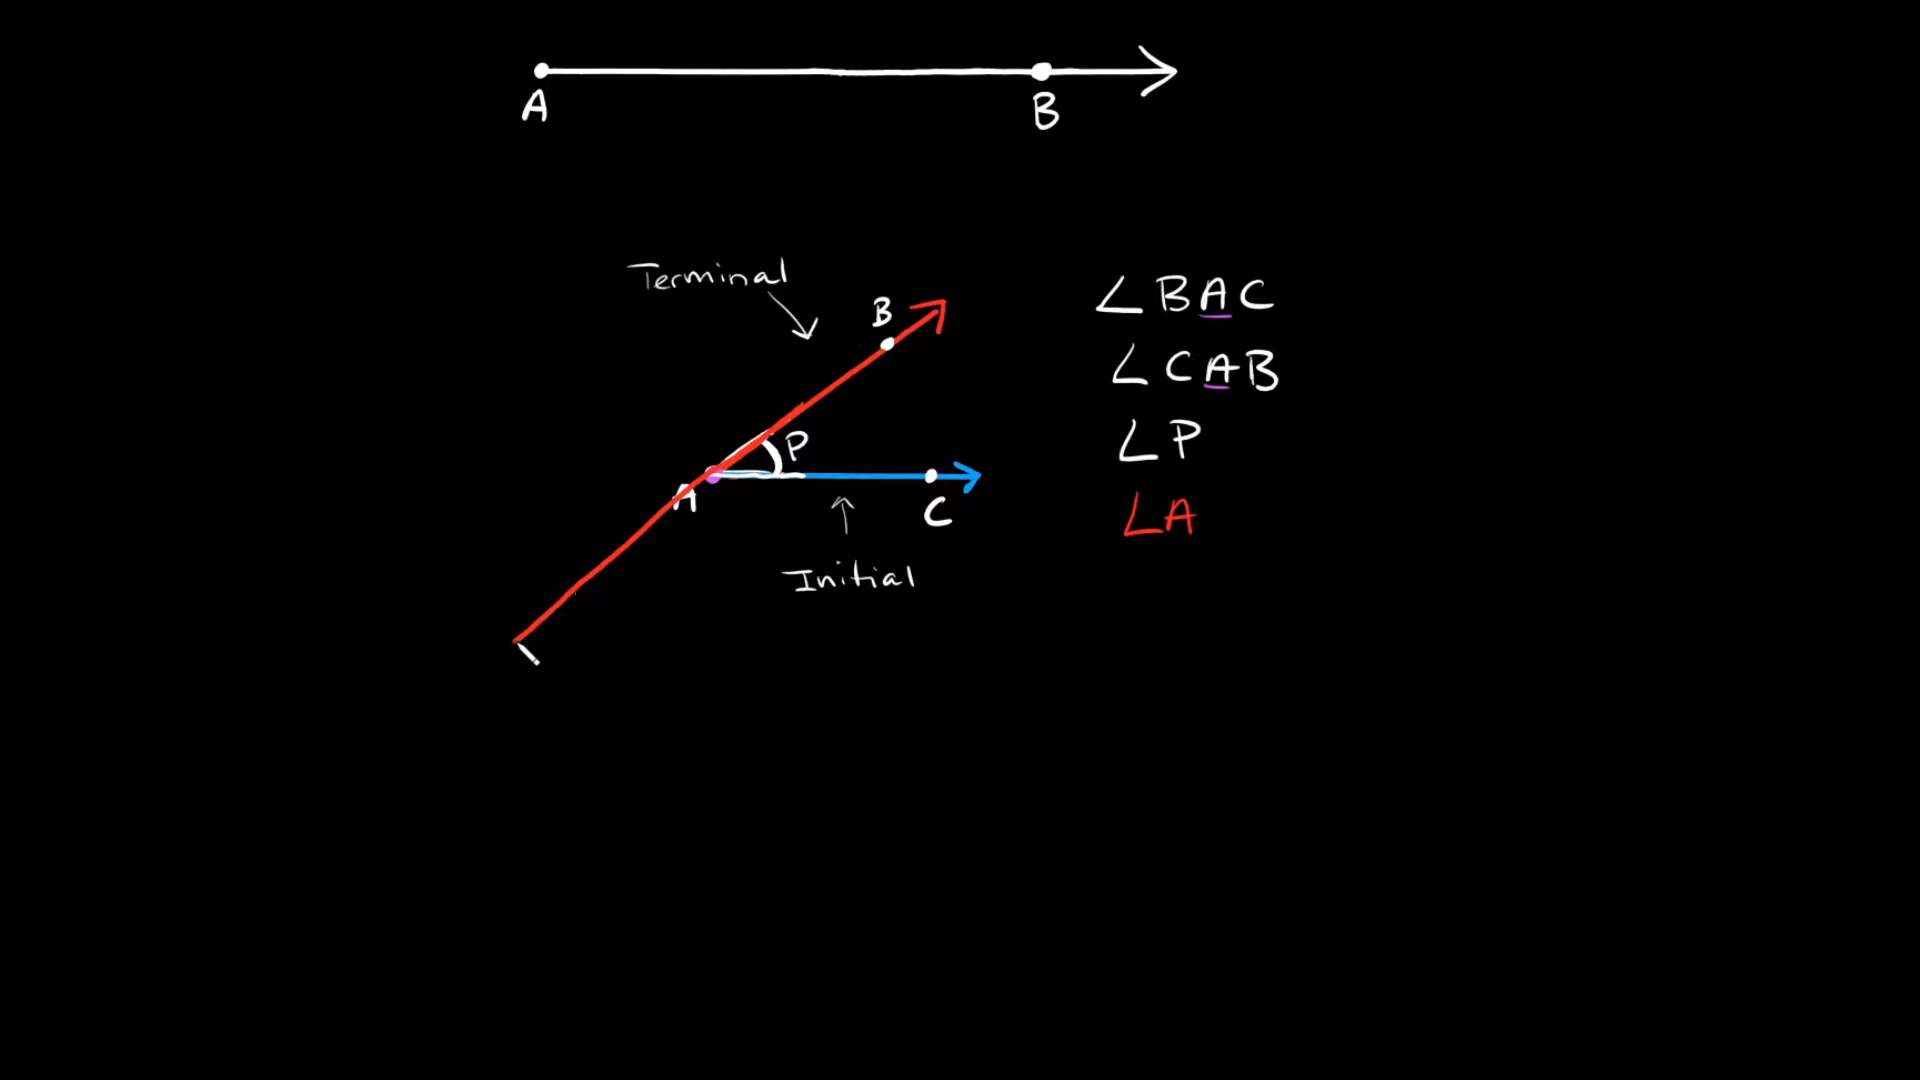 A B
Terminal
B
P
A
C
Initial
∠BAC
∠CAB
∠P
∠A